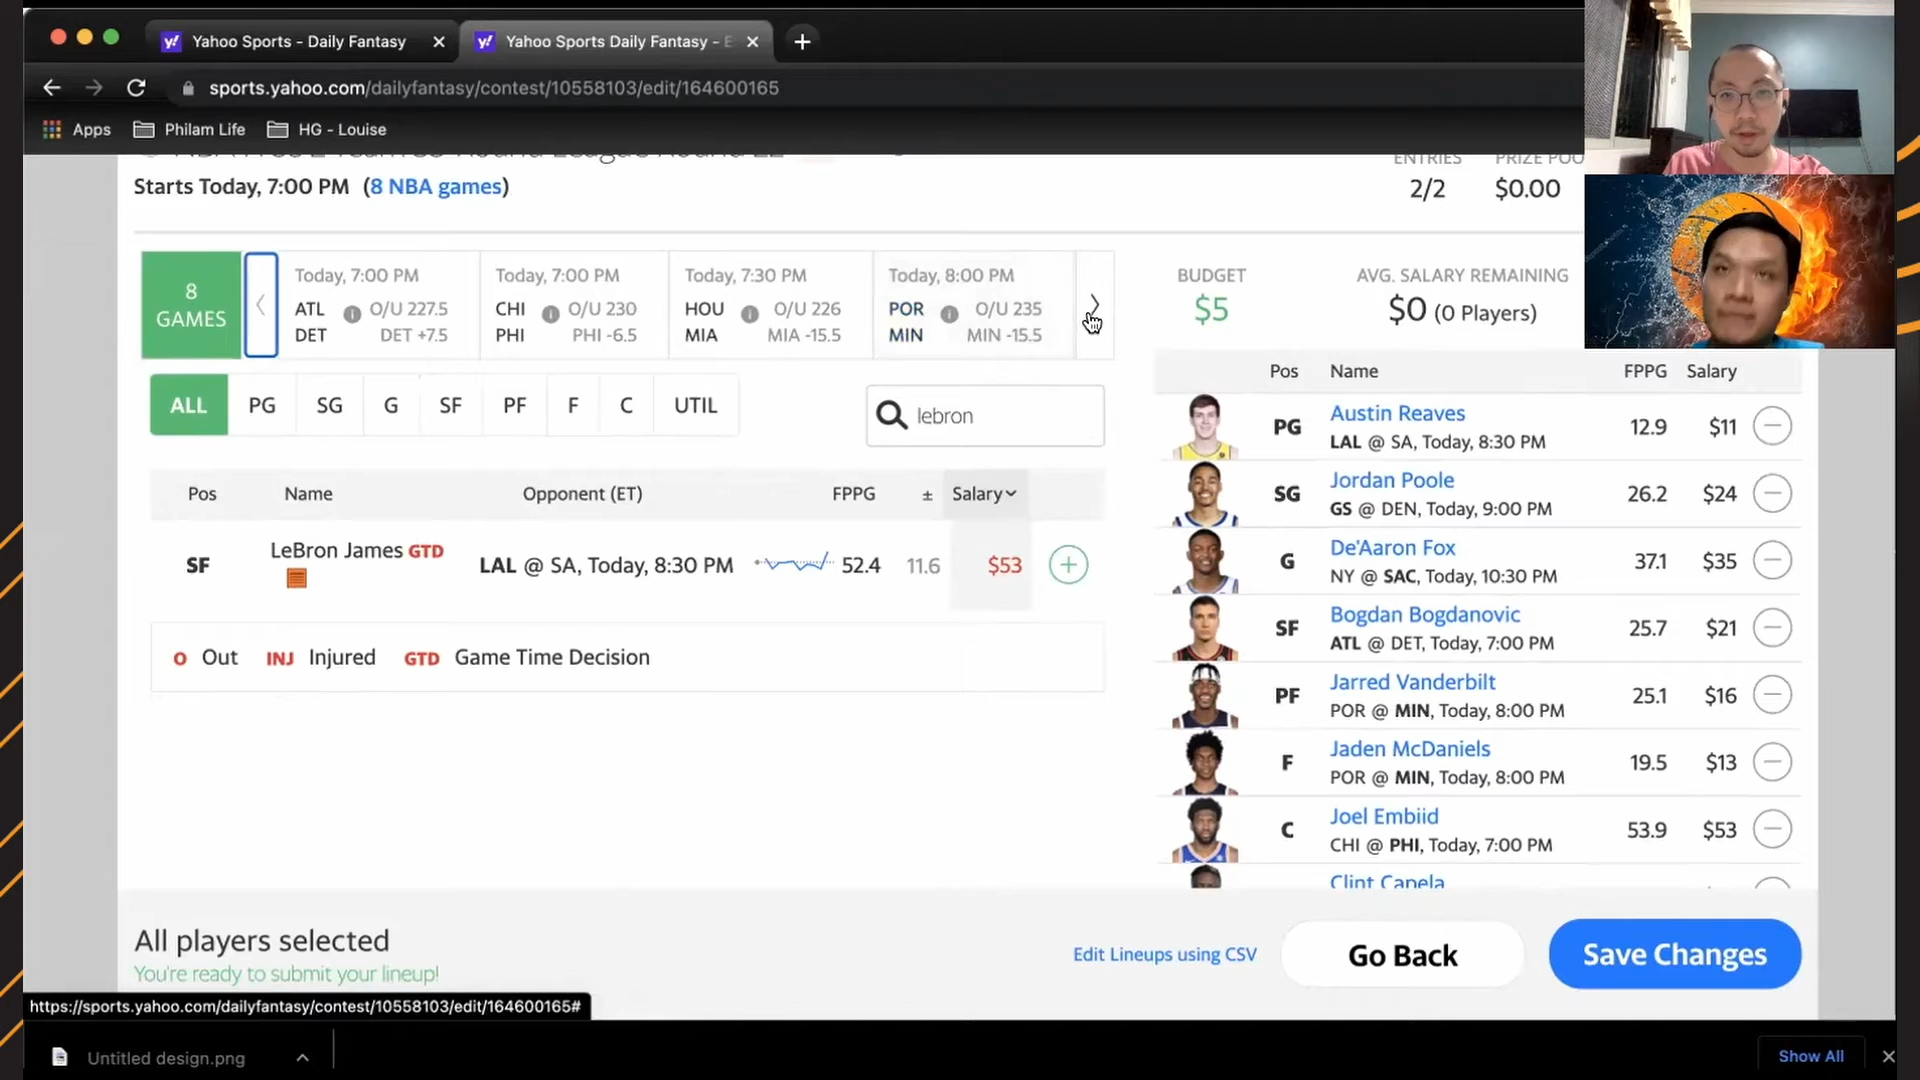 Yahoo Sports - Daily Fantasy
Yahoo Sports Daily Fantasy - E
sports.yahoo.com/dailyfantasy/contest/10558103/edit/164600165
Apps
Philam Life
HG - Louise
Starts Today, 7:00 PM (8 NBA games)
ENTRIES PRIZE POO
2/2 $0.00
8 GAMES
Today, 7:00 PM
ATL O/U 227.5
DET DET +7.5
Today, 7:00 PM
CHI O/U 230
PHI PHI -6.5
Today, 7:30 PM
HOU O/U 226
MIA MIA -15.5
Today, 8:00 PM
POR O/U 235
MIN MIN -15.5
BUDGET
$5
AVG. SALARY REMAINING
$0 (0 Players)
ALL PG SG G SF PF F C UTIL
lebron
Pos Name Opponent (ET) FPPG ± Salary
SF LeBron James GTD LAL @ SA, Today, 8:30 PM 52.4 11.6 $53
O Out INJ Injured GTD Game Time Decision
Pos Name FPPG Salary
PG Austin Reaves 12.9 $11
LAL @ SA, Today, 8:30 PM
SG Jordan Poole 26.2 $24
GS @ DEN, Today, 9:00 PM
G De'Aaron Fox 37.1 $35
NY @ SAC, Today, 10:30 PM
SF Bogdan Bogdanovic 25.7 $21
ATL @ DET, Today, 7:00 PM
PF Jarred Vanderbilt 25.1 $16
POR @ MIN, Today, 8:00 PM
F Jaden McDaniels 19.5 $13
POR @ MIN, Today, 8:00 PM
C Joel Embiid 53.9 $53
CHI @ PHI, Today, 7:00 PM
Clint Capela
All players selected
You're ready to submit your lineup!
Edit Lineups using CSV
Go Back
Save Changes
https://sports.yahoo.com/dailyfantasy/contest/10558103/edit/164600165#
Untitled design.png
Show All